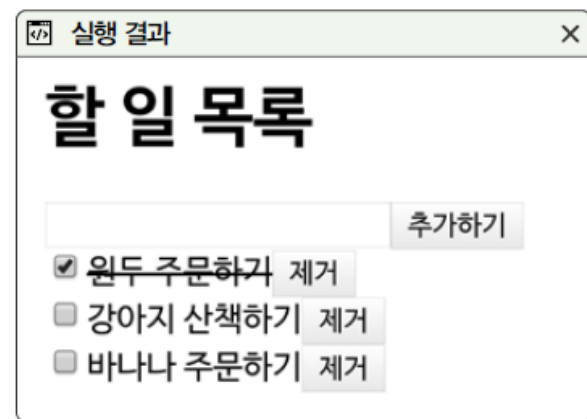 실행 결과
할 일 목록
추가하기
원두 주문하기 제거
강아지 산책하기 제거
바나나 주문하기 제거